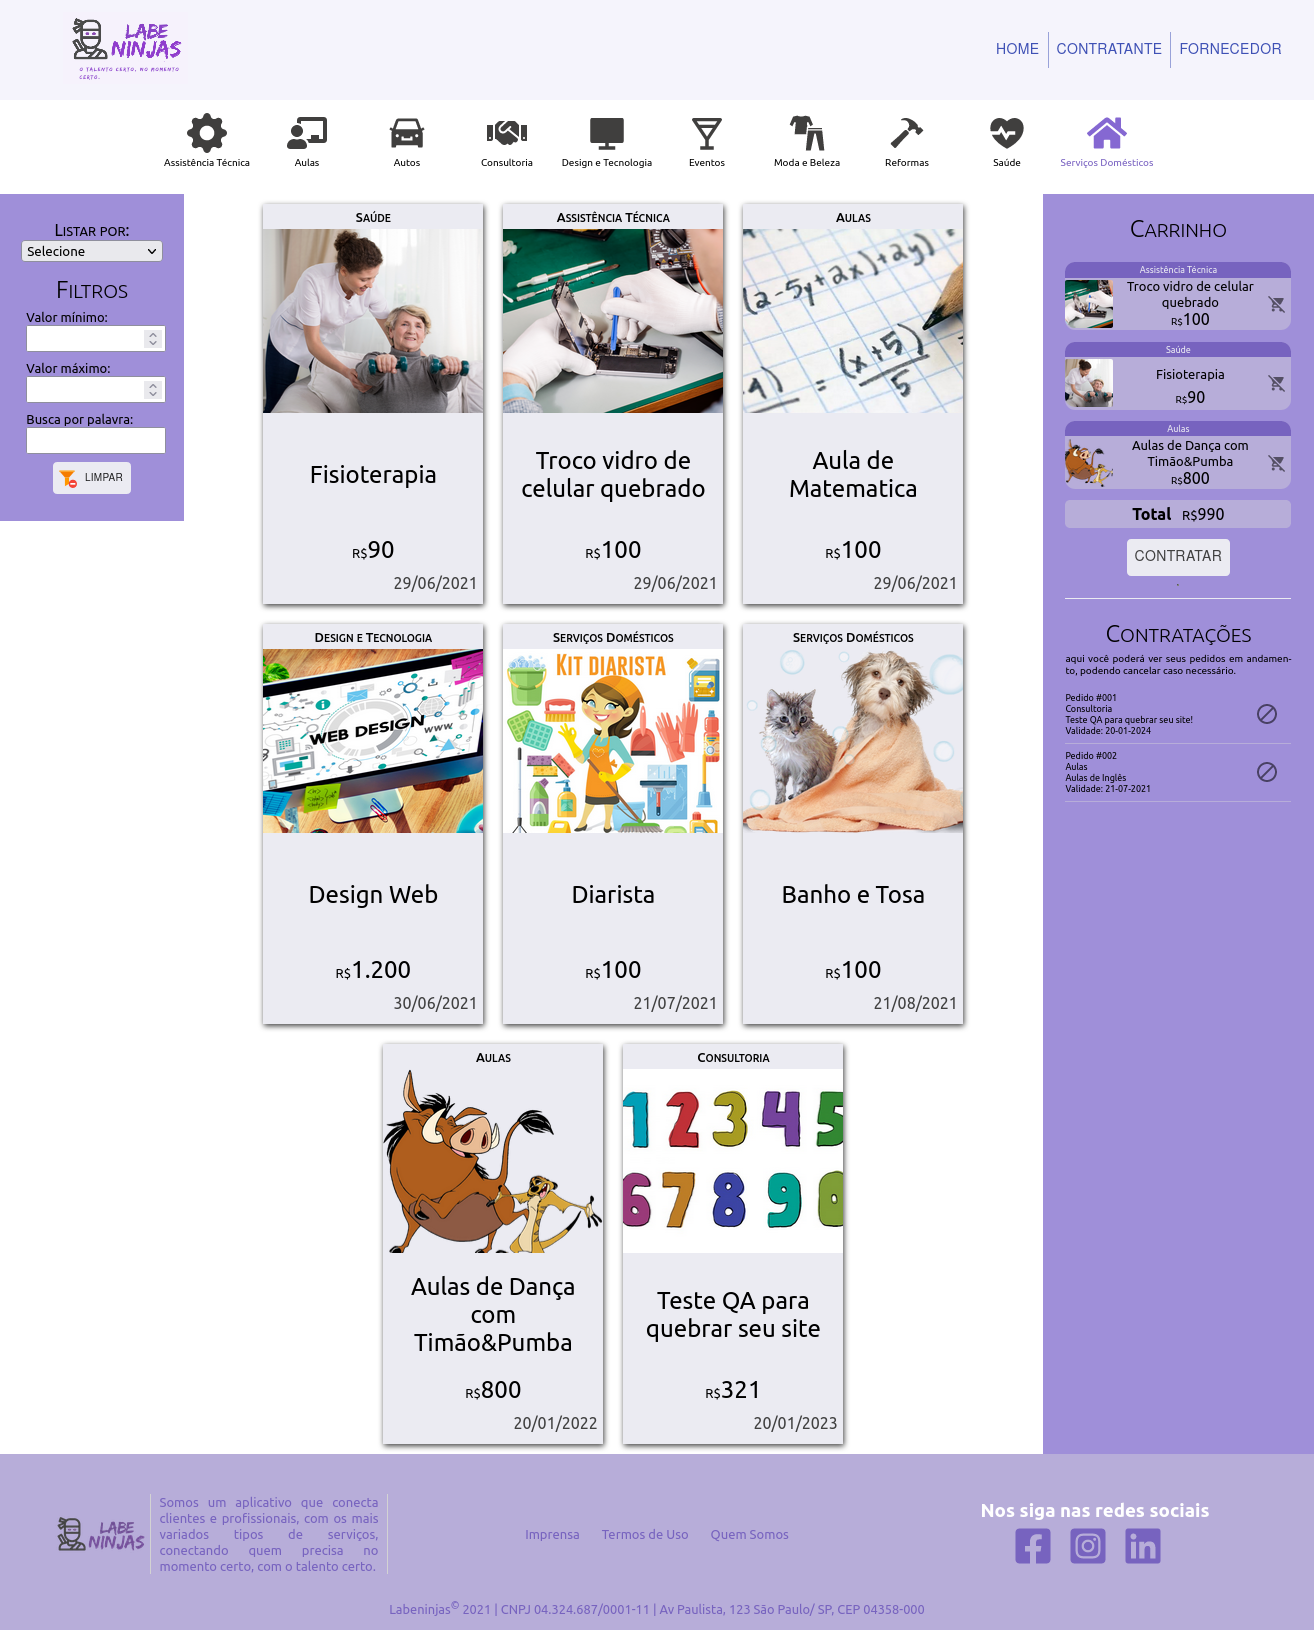 LABE
NINJAS
O TALENTO CERTO, NO MOMENTO
CERTO.
HOME
CONTRATANTE
FORNECEDOR
Assistência Técnica
Aulas
Autos
Consultoria
Design e Tecnologia
Eventos
Moda e Beleza
Reformas
Saúde
Serviços Domésticos
Listar por:
Selecione
Filtros
Valor mínimo:
Valor máximo:
Busca por palavra:
LIMPAR
Saúde
Fisioterapia
R$90
29/06/2021
Assistência Técnica
Troco vidro de
celular quebrado
R$100
29/06/2021
Aulas
(2-5y+2x)+2y)
= (x+5)
5
Aula de
Matematica
R$100
29/06/2021
Design e Tecnologia
WEB DESIGN
WWW
Design Web
R$1.200
30/06/2021
Serviços Domésticos
KIT DIARISTA
Diarista
R$100
21/07/2021
Serviços Domésticos
Banho e Tosa
R$100
21/08/2021
Aulas
Aulas de Dança
com
Timão&Pumba
R$800
20/01/2022
Consultoria
1 2 3 4 5
6 7 8 9 0
Teste QA para
quebrar seu site
R$321
20/01/2023
Carrinho
Assistência Técnica
Troco vidro de celular
quebrado
R$100
Saúde
Fisioterapia
R$90
Aulas
Aulas de Dança com
Timão&Pumba
R$800
Total R$990
CONTRATAR
.
Contratações
aqui você poderá ver seus pedidos em andamen-
to, podendo cancelar caso necessário.
Pedido #001
Consultoria
Teste QA para quebrar seu site!
Validade: 20-01-2024
Pedido #002
Aulas
Aulas de Inglês
Validade: 21-07-2021
LABE
NINJAS
Somos um aplicativo que conecta
clientes e profissionais, com os mais
variados tipos de serviços,
conectando quem precisa no
momento certo, com o talento certo.
Imprensa
Termos de Uso
Quem Somos
Nos siga nas redes sociais
Labeninjas© 2021 | CNPJ 04.324.687/0001-11 | Av Paulista, 123 São Paulo/ SP, CEP 04358-000